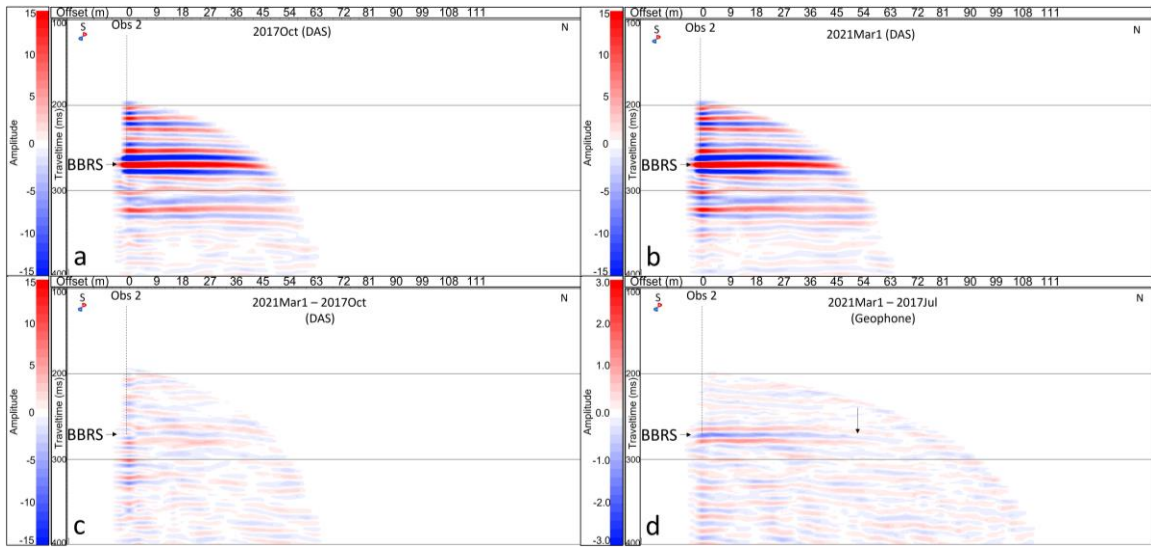 Offset (m) 0 9 18 27 36 45 54 63 72 81 90 99 108 111
Obs 2
S
2017Oct (DAS)
N
15
10
5
0
-5
-10
-15
Amplitude
Traveltime (ms)
100
200
300
400
BBRS
a
Offset (m) 0 9 18 27 36 45 54 63 72 81 90 99 108 111
Obs 2
S
2021Mar1 (DAS)
N
15
10
5
0
-5
-10
-15
Amplitude
Traveltime (ms)
100
200
300
400
BBRS
b
Offset (m) 0 9 18 27 36 45 54 63 72 81 90 99 108 111
Obs 2
S
2021Mar1 – 2017Oct
(DAS)
N
15
10
5
0
-5
-10
-15
Amplitude
Traveltime (ms)
100
200
300
400
BBRS
c
Offset (m) 0 9 18 27 36 45 54 63 72 81 90 99 108 111
Obs 2
S
2021Mar1 – 2017Jul
(Geophone)
N
3.0
2.0
1.0
0.0
-1.0
-2.0
-3.0
Amplitude
Traveltime (ms)
100
200
300
400
BBRS
d